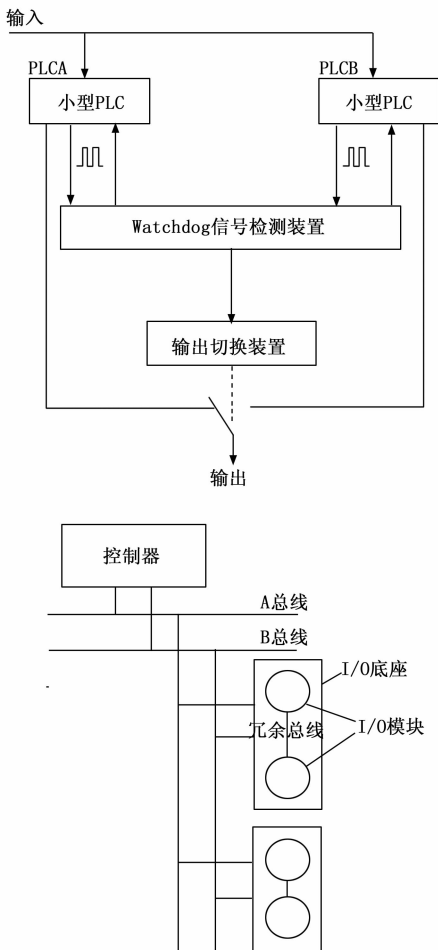 输入
PLCA
PLCB
小型PLC
小型PLC
Watchdog信号检测装置
输出切换装置
输出
控制器
A总线
B总线
I/O底座
冗余总线
I/O模块